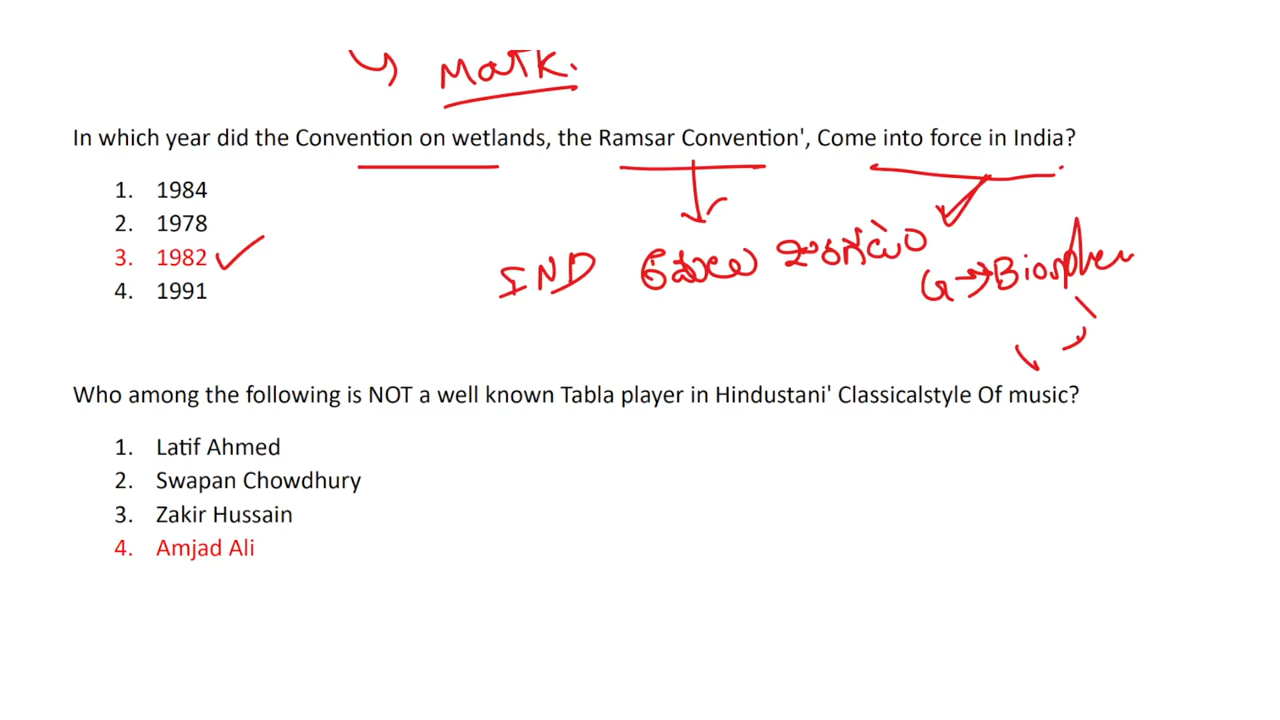 Mark.
In which year did the Convention on wetlands, the Ramsar Convention', Come into force in India?
1. 1984
2. 1978
3. 1982
4. 1991
IND
Biospher
Who among the following is NOT a well known Tabla player in Hindustani' Classicalstyle Of music?
1. Latif Ahmed
2. Swapan Chowdhury
3. Zakir Hussain
4. Amjad Ali